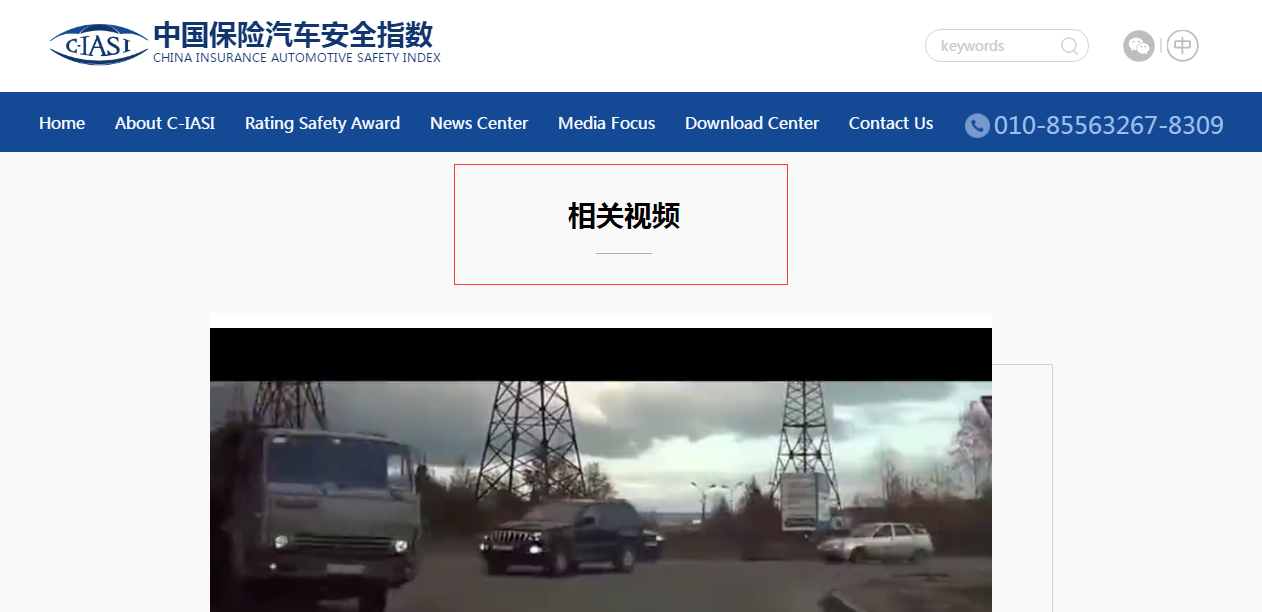 C-IASI
中国保险汽车安全指数
CHINA INSURANCE AUTOMOTIVE SAFETY INDEX
keywords
中
Home About C-IASI Rating Safety Award News Center Media Focus Download Center Contact Us 010-85563267-8309
相关视频